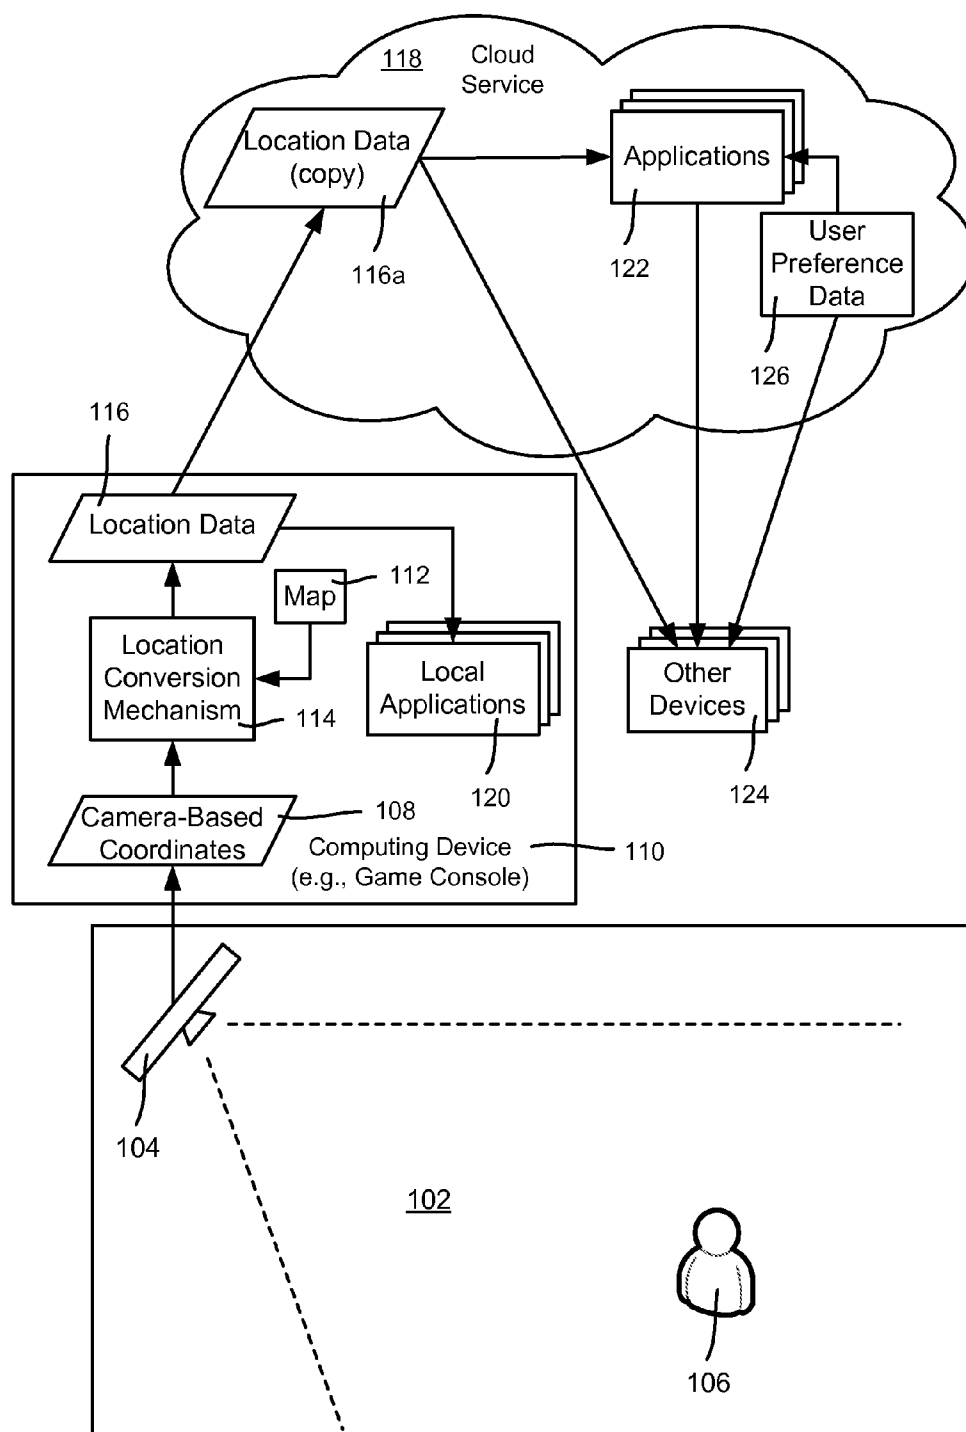 118
Cloud
Service
Location Data
(copy)
116a
Applications
122
User
Preference
Data
126
116
Location Data
Map
112
Location
Conversion
Mechanism
114
Local
Applications
120
Other
Devices
124
Camera-Based
Coordinates
108
Computing Device
(e.g., Game Console)
110
104
102
106